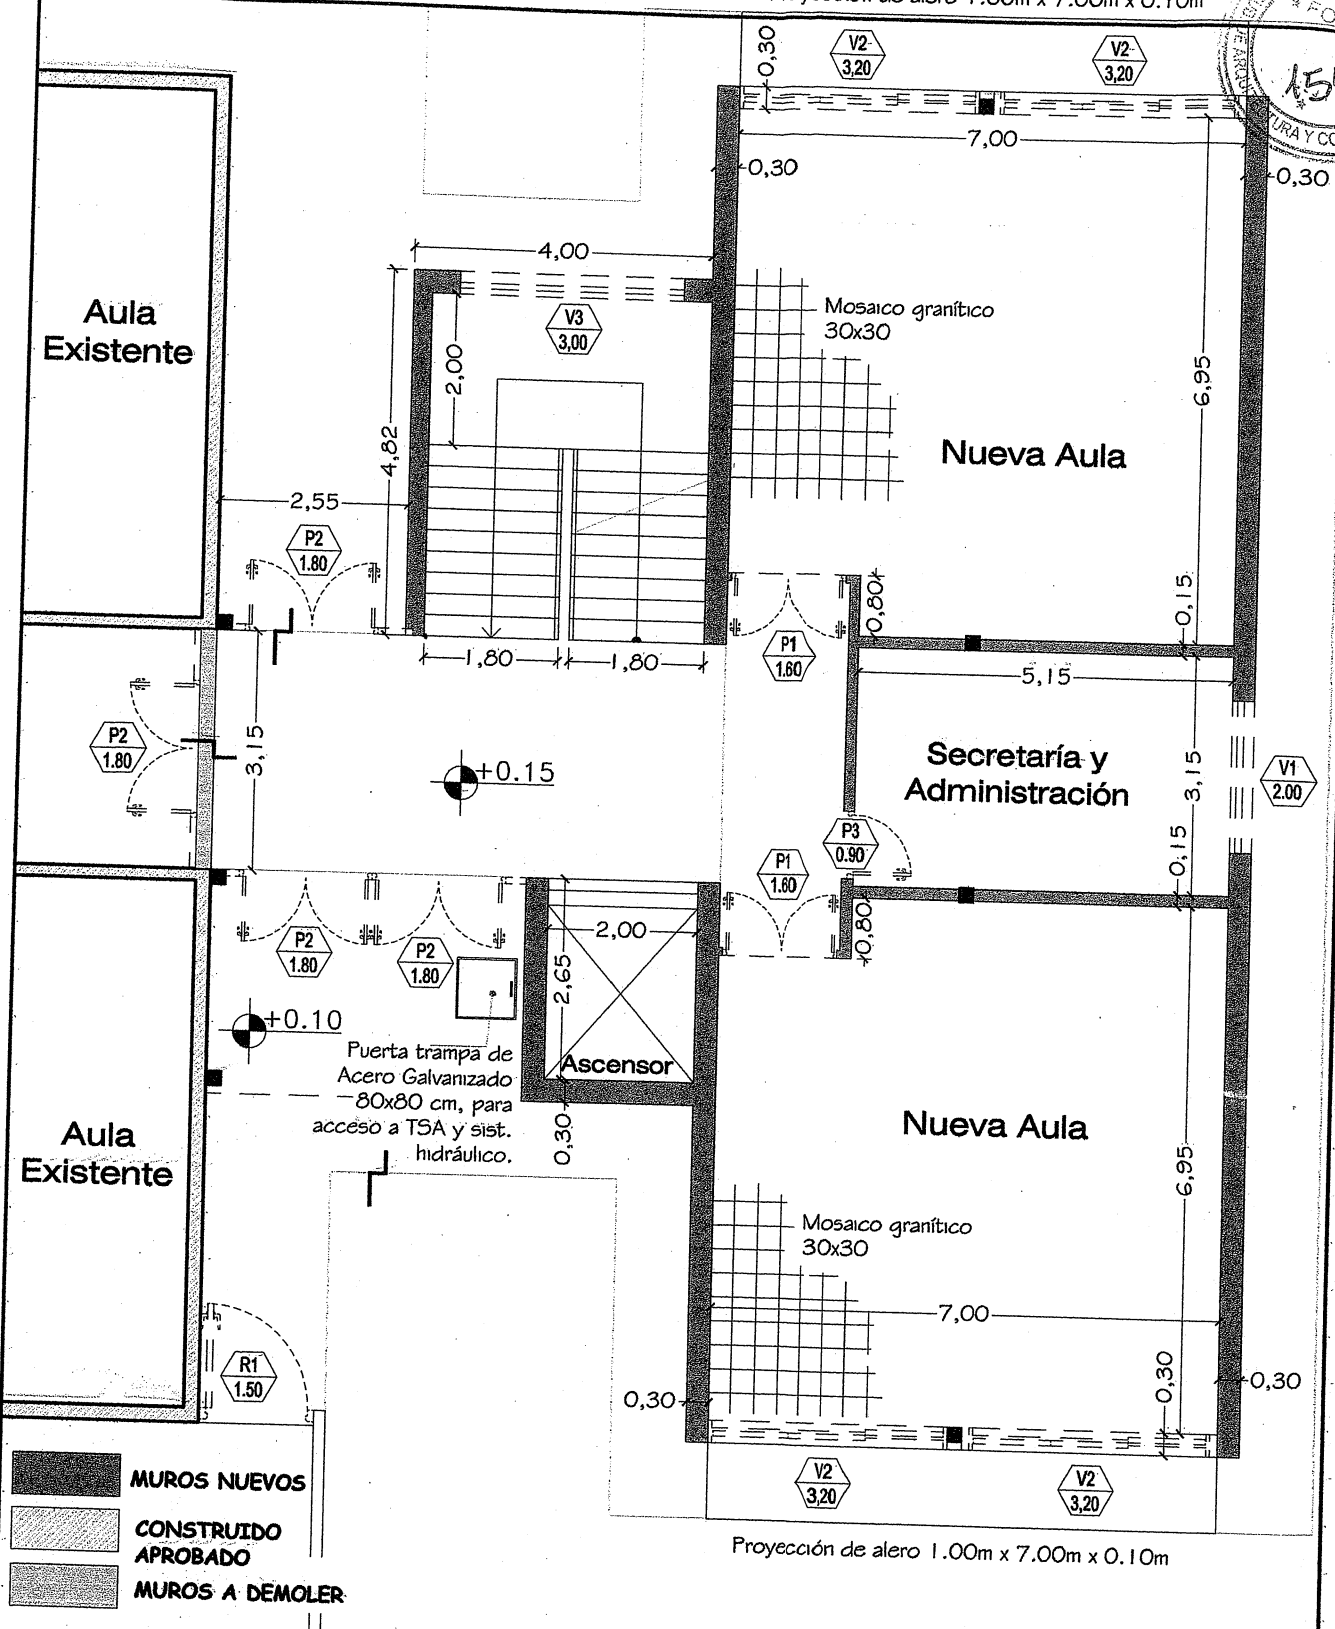 V2
3,20
V2
3,20
0,30
7,00
0,30
0,30
4,00
Aula
Existente
V3
3,00
Mosaico granítico
30x30
2,00
6,95
4,82
Nueva Aula
2,55
P2
1.80
0,80
0,15
P1
1.60
1,80
1,80
5,15
P2
1.80
3,15
+0.15
Secretaría y
Administración
3,15
V1
2.00
P3
0.90
P1
1.60
0,15
0,80
2,00
P2
1.80
P2
1.80
2,65
+0.10
Puerta trampa de
Acero Galvanizado
80x80 cm, para
acceso a TSA y sist.
hidráulico.
Ascensor
0,30
Aula
Existente
Nueva Aula
6,95
Mosaico granítico
30x30
7,00
R1
1.50
0,30
0,30
0,30
MUROS NUEVOS
V2
3,20
V2
3,20
CONSTRUIDO
APROBADO
Proyección de alero 1.00m x 7.00m x 0.10m
MUROS A DEMOLER